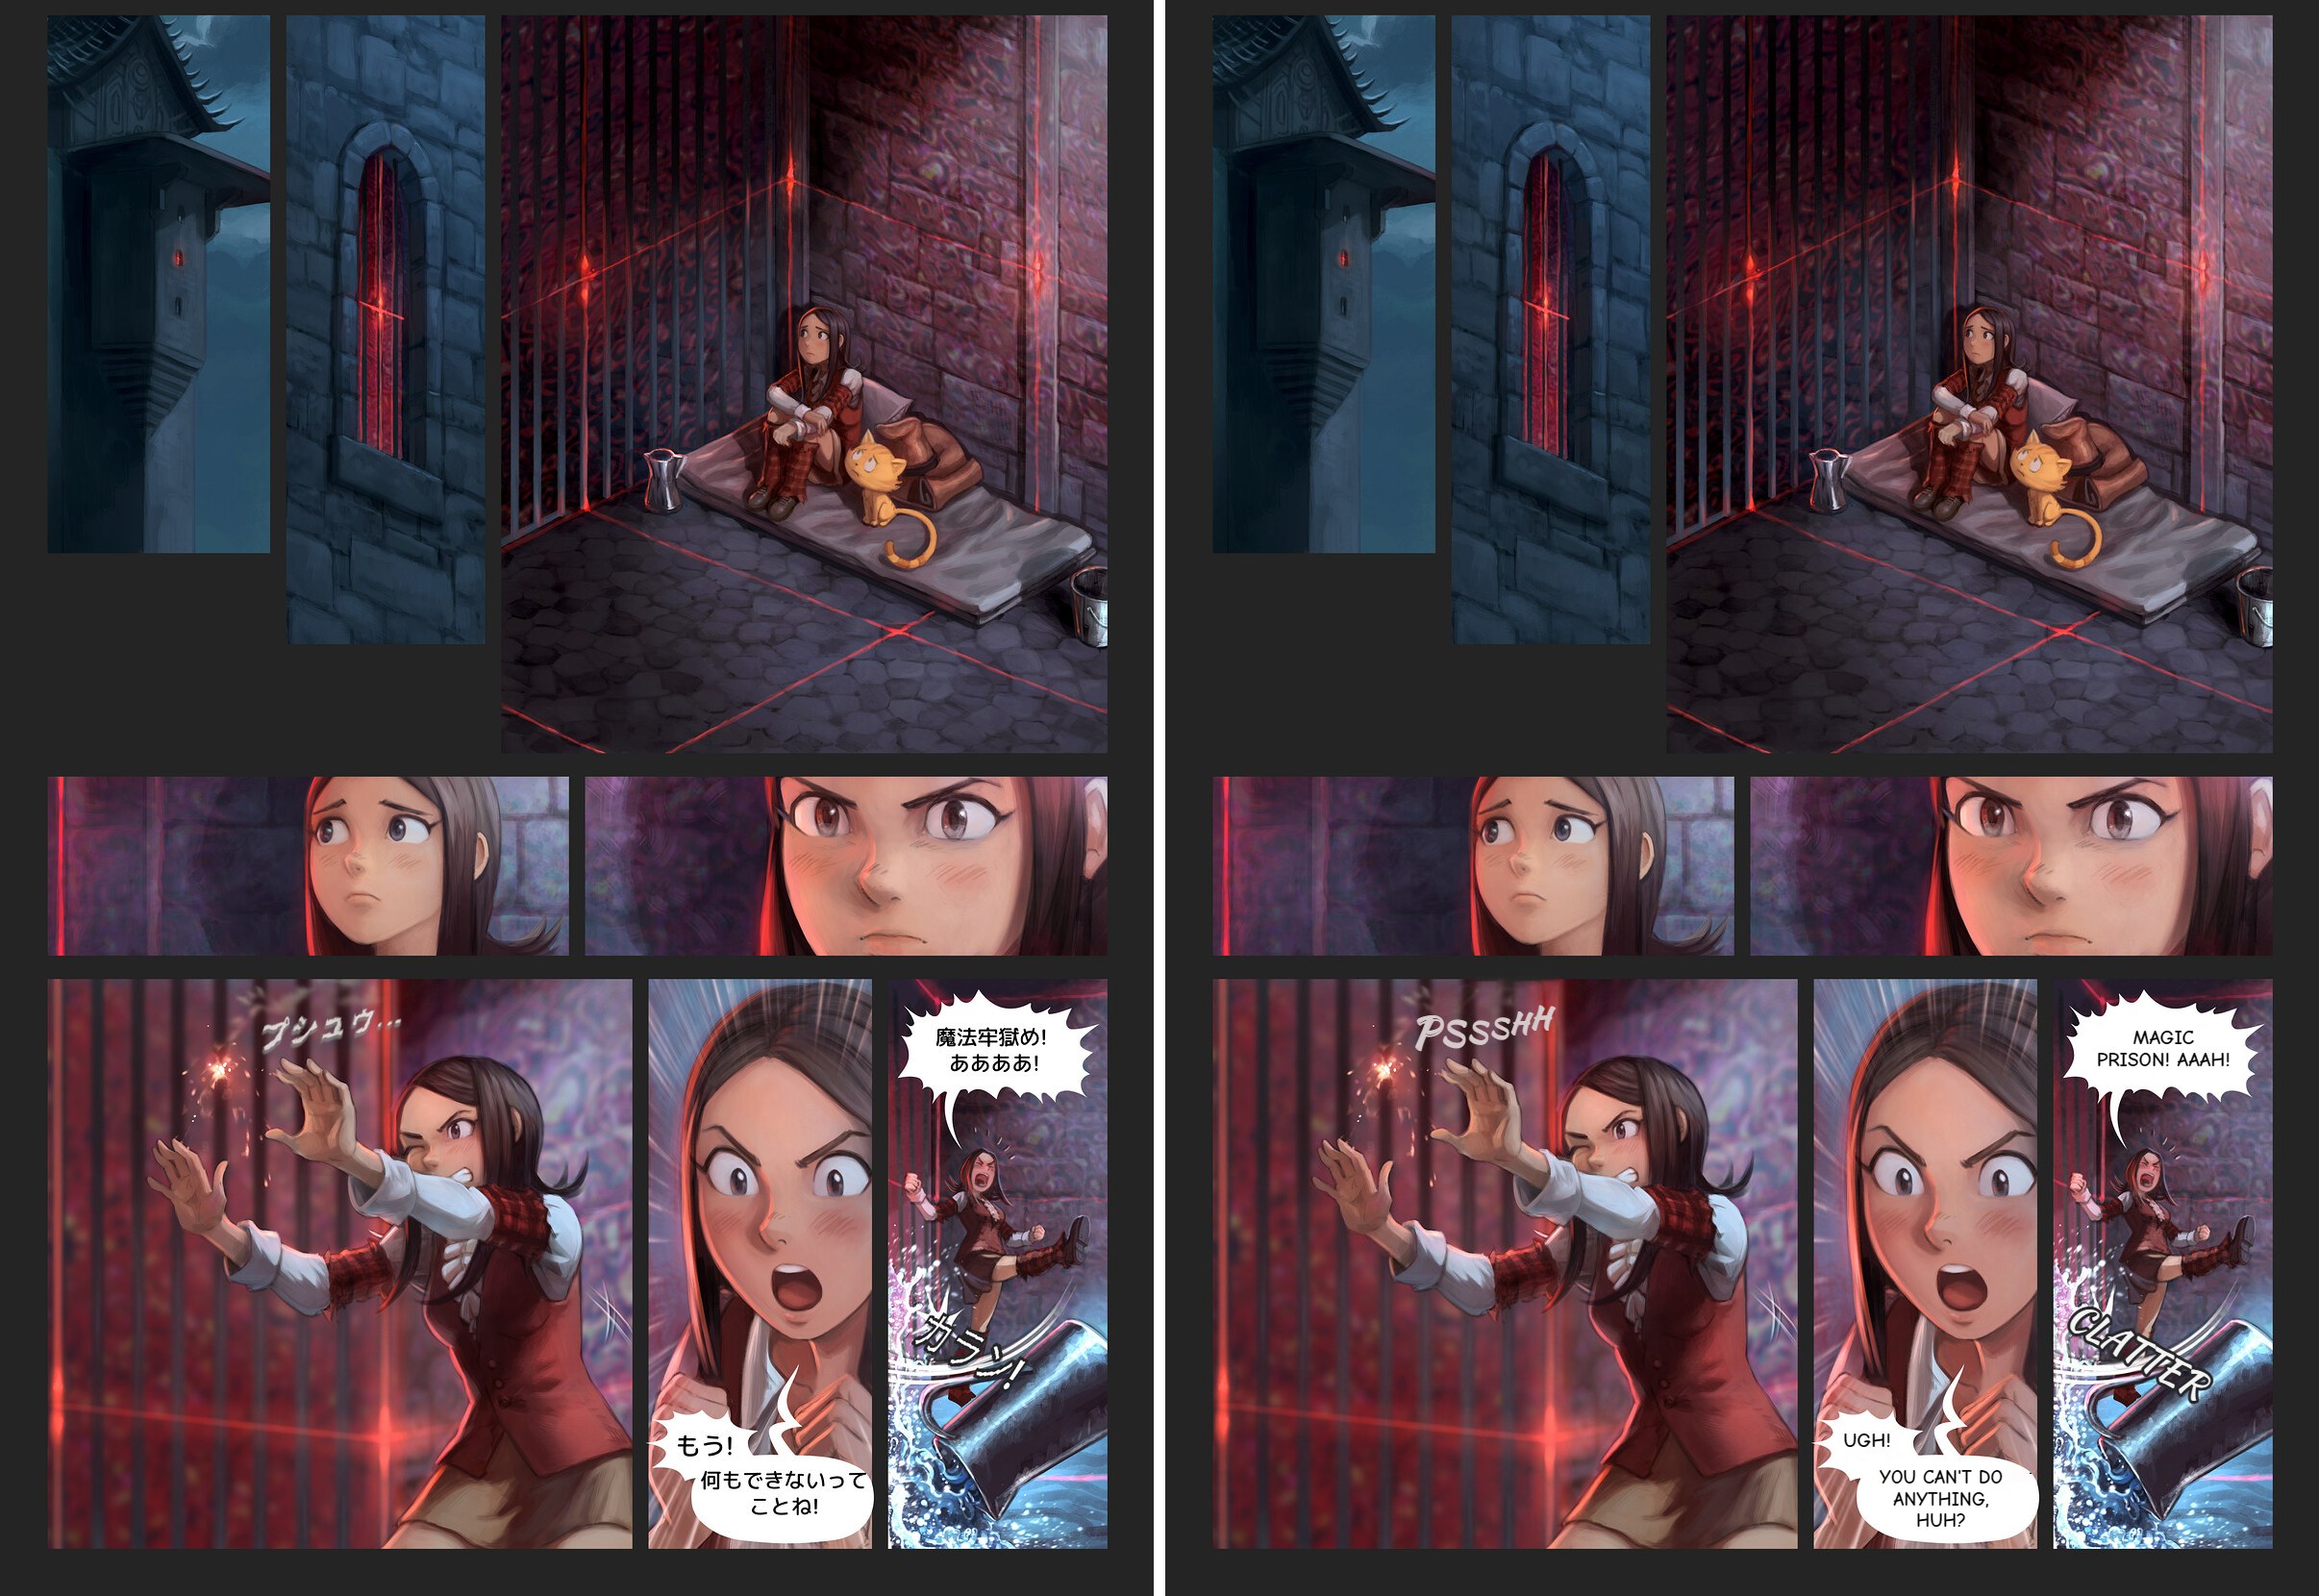 プシュウ...
もう!
何もできないって
ことね!
魔法牢獄め!
ああああ!
カラン!
PSSSHH
UGH!
YOU CAN'T DO
ANYTHING,
HUH?
MAGIC
PRISON! AAAH!
CLATTER